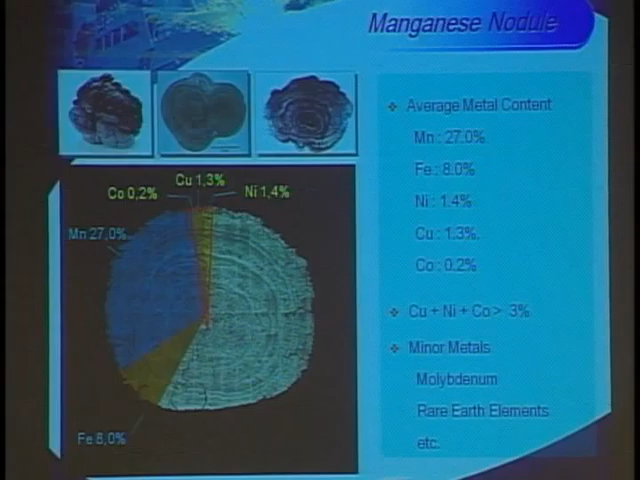 Manganese Nodule
Cu 1,3%
Co 0,2%
Ni 1,4%
Mn 27,0%
Fe 8,0%
Average Metal Content
Mn : 27.0%
Fe : 8.0%
Ni : 1.4%
Cu : 1.3%
Co : 0.2%
Cu + Ni + Co > 3%
Minor Metals
Molybdenum
Rare Earth Elements
etc.